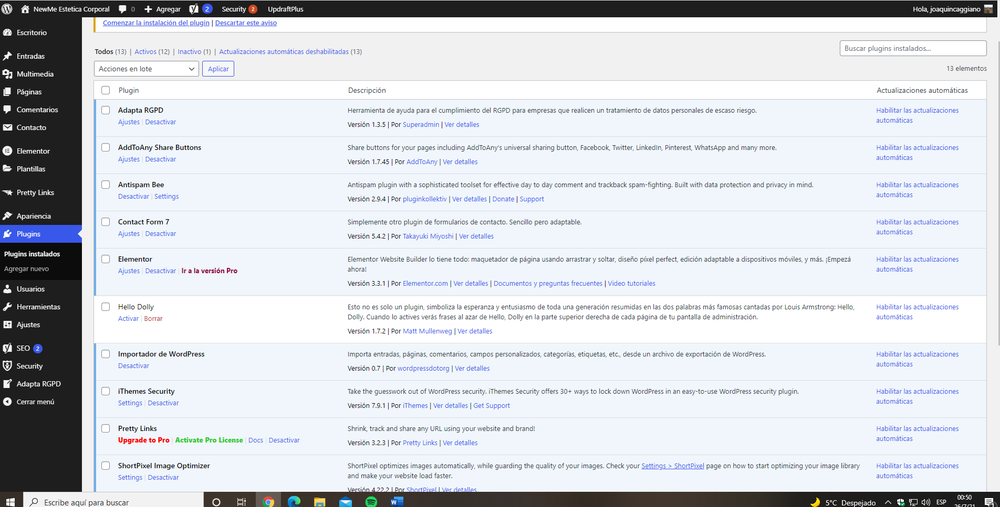 NewMe Estetica Corporal 0 Agregar 2 Security 2 UpdraftPlus Hola, joaquincaggiano
Escritorio
Entradas
Multimedia
Páginas
Comentarios
Contacto
Elementor
Plantillas
Pretty Links
Apariencia
Plugins
Plugins instalados
Agregar nuevo
Usuarios
Herramientas
Ajustes
SEO 2
Security
Adapta RGPD
Cerrar menú
Comenzar la instalación del plugin | Descartar este aviso
Todos (13) | Activos (12) | Inactivo (1) | Actualizaciones automáticas deshabilitadas (13)
Buscar plugins instalados...
Acciones en lote Aplicar
13 elementos
Plugin Descripción Actualizaciones automáticas
Adapta RGPD
Ajustes | Desactivar
Herramienta de ayuda para el cumplimiento del RGPD para empresas que realicen un tratamiento de datos personales de escaso riesgo.
Versión 1.3.5 | Por Superadmin | Ver detalles
Habilitar las actualizaciones
automáticas
AddToAny Share Buttons
Ajustes | Desactivar
Share buttons for your pages including AddToAny's universal sharing button, Facebook, Twitter, LinkedIn, Pinterest, WhatsApp and many more.
Versión 1.7.45 | Por AddToAny | Ver detalles
Habilitar las actualizaciones
automáticas
Antispam Bee
Desactivar | Settings
Antispam plugin with a sophisticated toolset for effective day to day comment and trackback spam-fighting. Built with data protection and privacy in mind.
Versión 2.9.4 | Por pluginkollektiv | Ver detalles | Donate | Support
Habilitar las actualizaciones
automáticas
Contact Form 7
Ajustes | Desactivar
Simplemente otro plugin de formularios de contacto. Sencillo pero adaptable.
Versión 5.4.2 | Por Takayuki Miyoshi | Ver detalles
Habilitar las actualizaciones
automáticas
Elementor
Ajustes | Desactivar | Ir a la versión Pro
Elementor Website Builder lo tiene todo: maquetador de página usando arrastrar y soltar, diseño píxel perfect, edición adaptable a dispositivos móviles, y más. ¡Empezá
ahora!
Versión 3.3.1 | Por Elementor.com | Ver detalles | Documentos y preguntas frecuentes | Video tutoriales
Habilitar las actualizaciones
automáticas
Hello Dolly
Activar | Borrar
Esto no es solo un plugin, simboliza la esperanza y entusiasmo de toda una generación resumidas en las dos palabras más famosas cantadas por Louis Armstrong: Hello,
Dolly. Cuando lo actives verás frases al azar de Hello, Dolly en la parte superior derecha de cada página de tu pantalla de administración.
Versión 1.7.2 | Por Matt Mullenweg | Ver detalles
Habilitar las actualizaciones
automáticas
Importador de WordPress
Desactivar
Importa entradas, páginas, comentarios, campos personalizados, categorías, etiquetas, etc., desde un archivo de exportación de WordPress.
Versión 0.7 | Por wordpressdotorg | Ver detalles
Habilitar las actualizaciones
automáticas
iThemes Security
Settings | Desactivar
Take the guesswork out of WordPress security. iThemes Security offers 30+ ways to lock down WordPress in an easy-to-use WordPress security plugin.
Versión 7.9.1 | Por iThemes | Ver detalles | Get Support
Habilitar las actualizaciones
automáticas
Pretty Links
Upgrade to Pro | Activate Pro License | Docs | Desactivar
Shrink, track and share any URL using your website and brand!
Versión 3.2.3 | Por Pretty Links | Ver detalles
Habilitar las actualizaciones
automáticas
ShortPixel Image Optimizer
Settings | Desactivar
ShortPixel optimizes images automatically, while guarding the quality of your images. Check your Settings > ShortPixel page on how to start optimizing your image library
and make your website load faster.
Versión 4.22.2 | Por ShortPixel | Ver detalles
Habilitar las actualizaciones
automáticas
Escribe aquí para buscar
5°C Despejado ESP 00:50
26/7/21